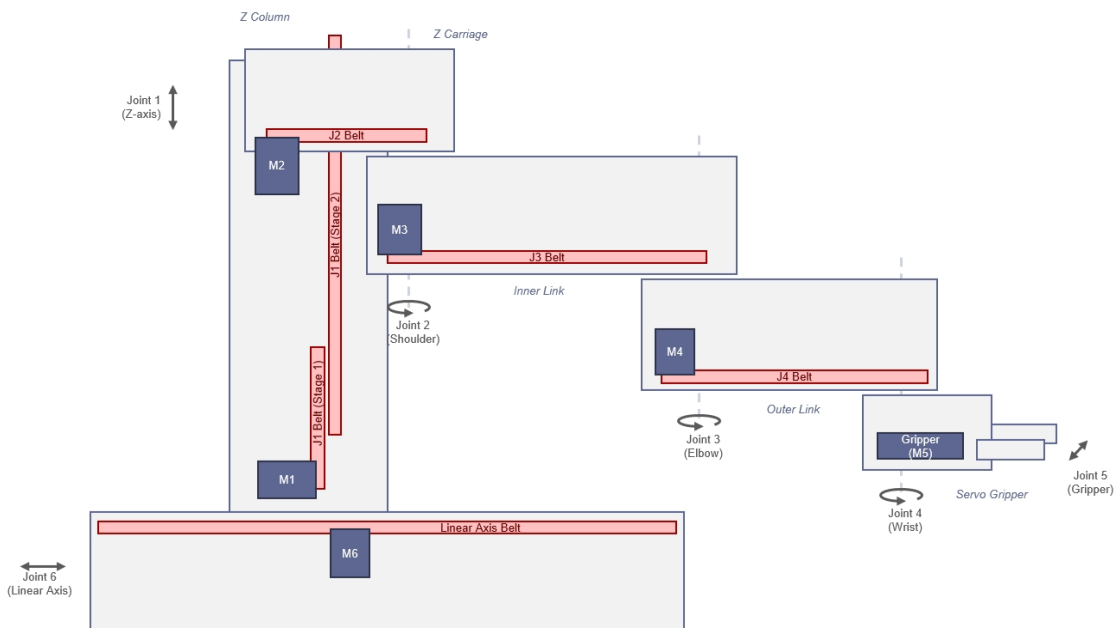 Z Column
Z Carriage
Joint 1
(Z-axis)
J2 Belt
M2
J1 Belt (Stage 2)
M3
J3 Belt
Inner Link
Joint 2
(Shoulder)
M4
J1 Belt (Stage 1)
J4 Belt
Outer Link
Joint 3
(Elbow)
Gripper
(M5)
M1
Joint 5
(Gripper)
Servo Gripper
Joint 4
(Wrist)
Linear Axis Belt
M6
Joint 6
(Linear Axis)